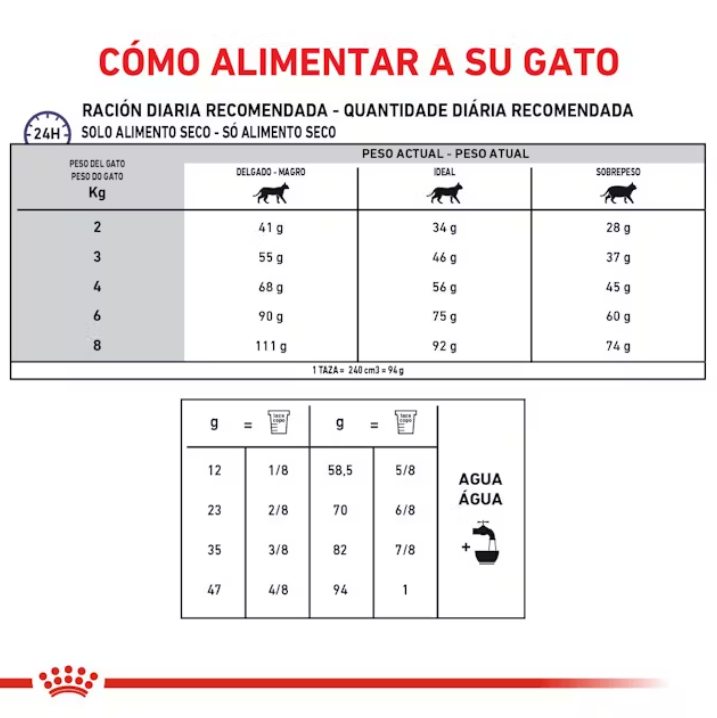 CÓMO ALIMENTAR A SU GATO
RACIÓN DIARIA RECOMENDADA - QUANTIDADE DIÁRIA RECOMENDADA
24H
SOLO ALIMENTO SECO - SÓ ALIMENTO SECO
PESO DEL GATO
PESO DO GATO
Kg
PESO ACTUAL - PESO ATUAL
DELGADO - MAGRO IDEAL SOBREPESO
2 41 g 34 g 28 g
3 55 g 46 g 37 g
4 68 g 56 g 45 g
6 90 g 75 g 60 g
8 111 g 92 g 74 g
1 TAZA = 240 cm3 = 94 g
g = taza copo g = taza copo
12 1/8 58,5 5/8
23 2/8 70 6/8
35 3/8 82 7/8
47 4/8 94 1
AGUA
ÁGUA
+